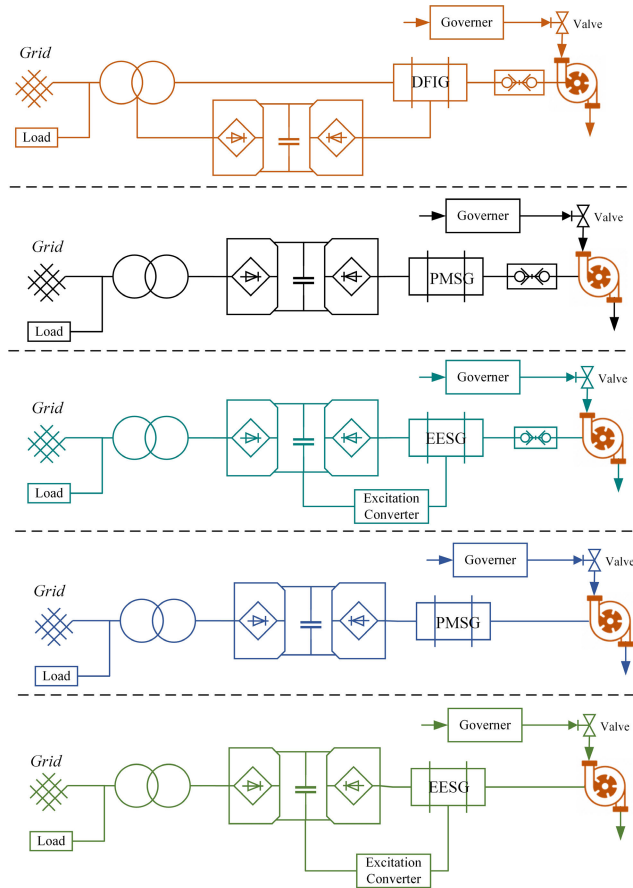 Governer
Valve
Grid
DFIG
Load
Governer
Valve
Grid
PMSG
Load
Governer
Valve
Grid
EESG
Load
Excitation
Converter
Governer
Valve
Grid
PMSG
Load
Governer
Valve
Grid
EESG
Load
Excitation
Converter